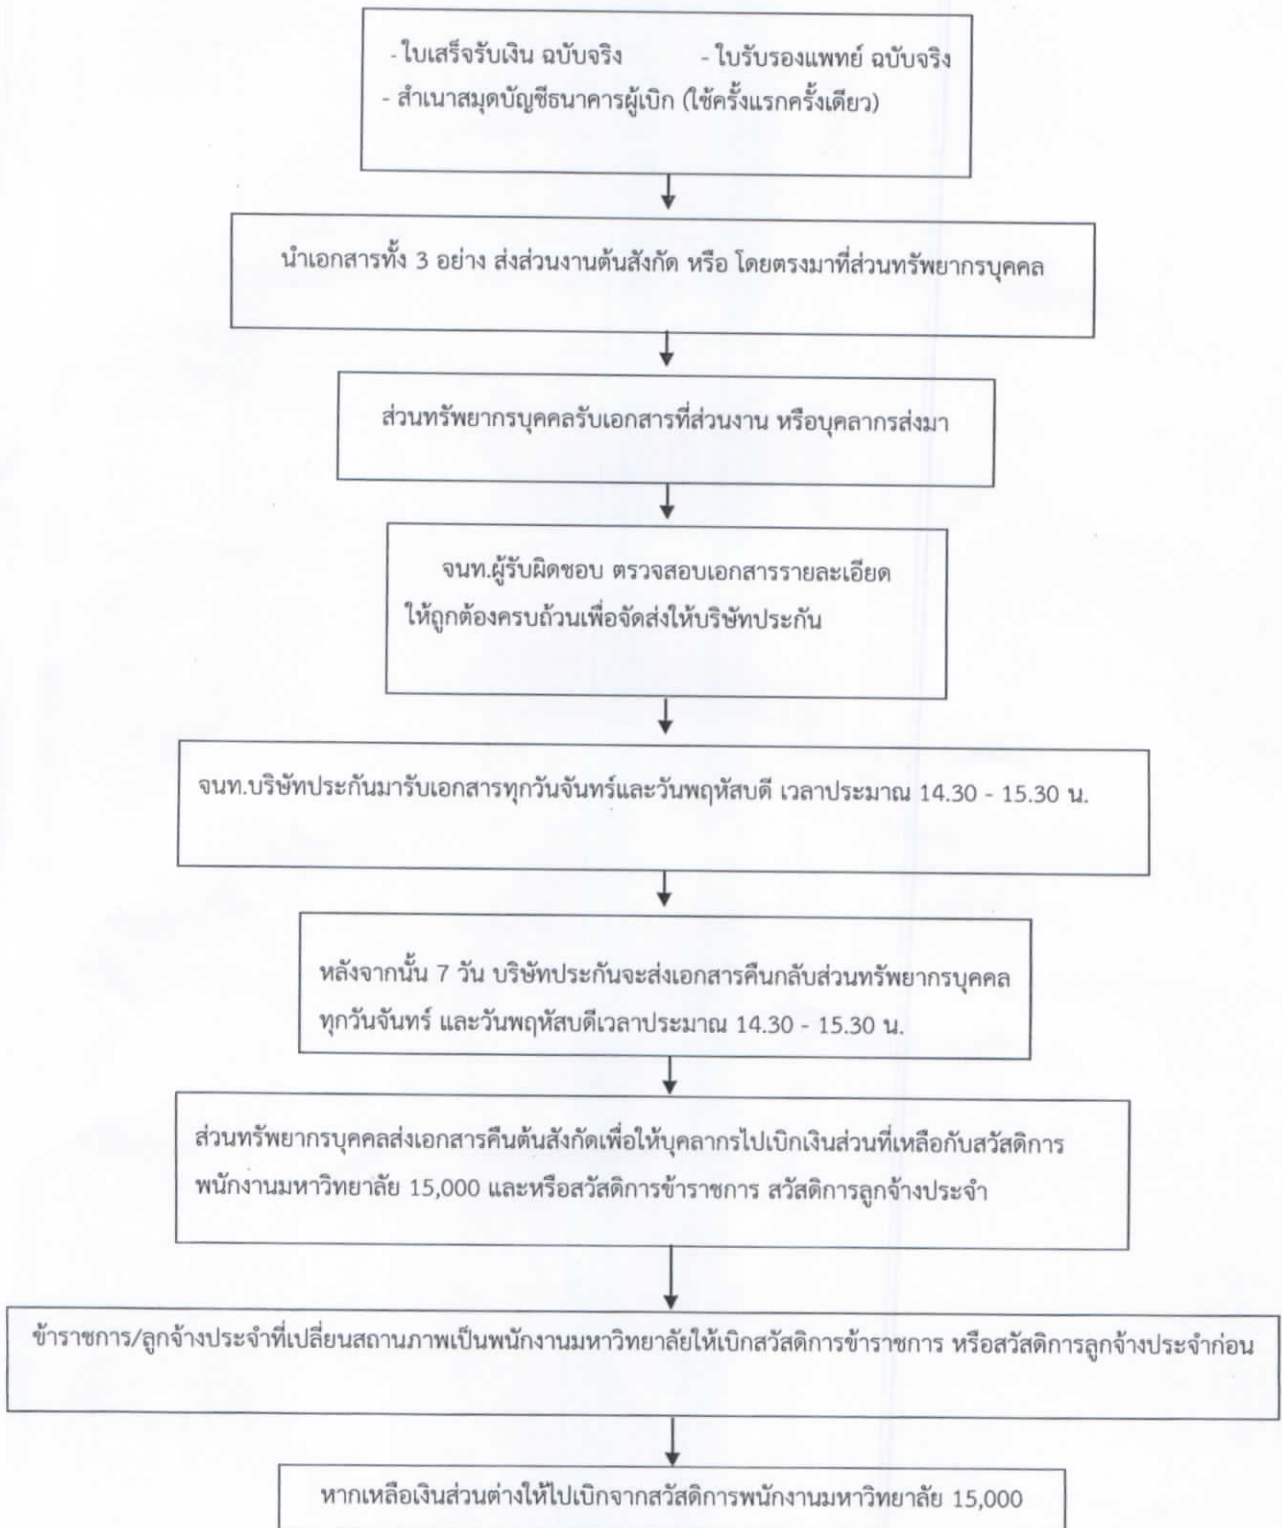 - ใบเสร็จรับเงิน ฉบับจริง - ใบรับรองแพทย์ ฉบับจริง
- สำเนาสมุดบัญชีธนาคารผู้เบิก (ใช้ครั้งแรกครั้งเดียว)
นำเอกสารทั้ง 3 อย่าง ส่งส่วนงานต้นสังกัด หรือ โดยตรงมาที่ส่วนทรัพยากรบุคคล
ส่วนทรัพยากรบุคคลรับเอกสารที่ส่วนงาน หรือบุคลากรส่งมา
จนท.ผู้รับผิดชอบ ตรวจสอบเอกสารรายละเอียด
ให้ถูกต้องครบถ้วนเพื่อจัดส่งให้บริษัทประกัน
จนท.บริษัทประกันมารับเอกสารทุกวันจันทร์และวันพฤหัสบดี เวลาประมาณ 14.30 - 15.30 น.
หลังจากนั้น 7 วัน บริษัทประกันจะส่งเอกสารคืนกลับส่วนทรัพยากรบุคคล
ทุกวันจันทร์ และวันพฤหัสบดีเวลาประมาณ 14.30 - 15.30 น.
ส่วนทรัพยากรบุคคลส่งเอกสารคืนต้นสังกัดเพื่อให้บุคลากรไปเบิกเงินส่วนที่เหลือกับสวัสดิการ
พนักงานมหาวิทยาลัย 15,000 และหรือสวัสดิการข้าราชการ สวัสดิการลูกจ้างประจำ
ข้าราชการ/ลูกจ้างประจำที่เปลี่ยนสถานภาพเป็นพนักงานมหาวิทยาลัยให้เบิกสวัสดิการข้าราชการ หรือสวัสดิการลูกจ้างประจำก่อน
หากเหลือเงินส่วนต่างให้ไปเบิกจากสวัสดิการพนักงานมหาวิทยาลัย 15,000